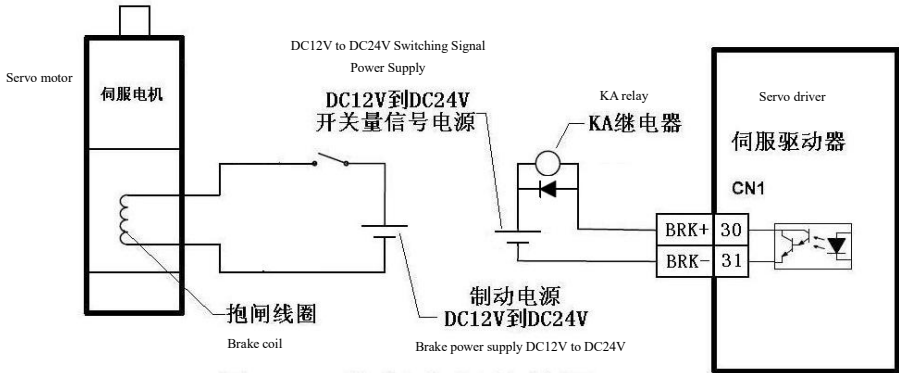 DC12V to DC24V Switching Signal
Power Supply
Servo motor
伺服电机
DC12V到DC24V
开关量信号电源
KA relay
KA继电器
Servo driver
伺服驱动器
CN1
BRK+ 30
BRK- 31
抱闸线圈
Brake coil
制动电源
DC12V到DC24V
Brake power supply DC12V to DC24V